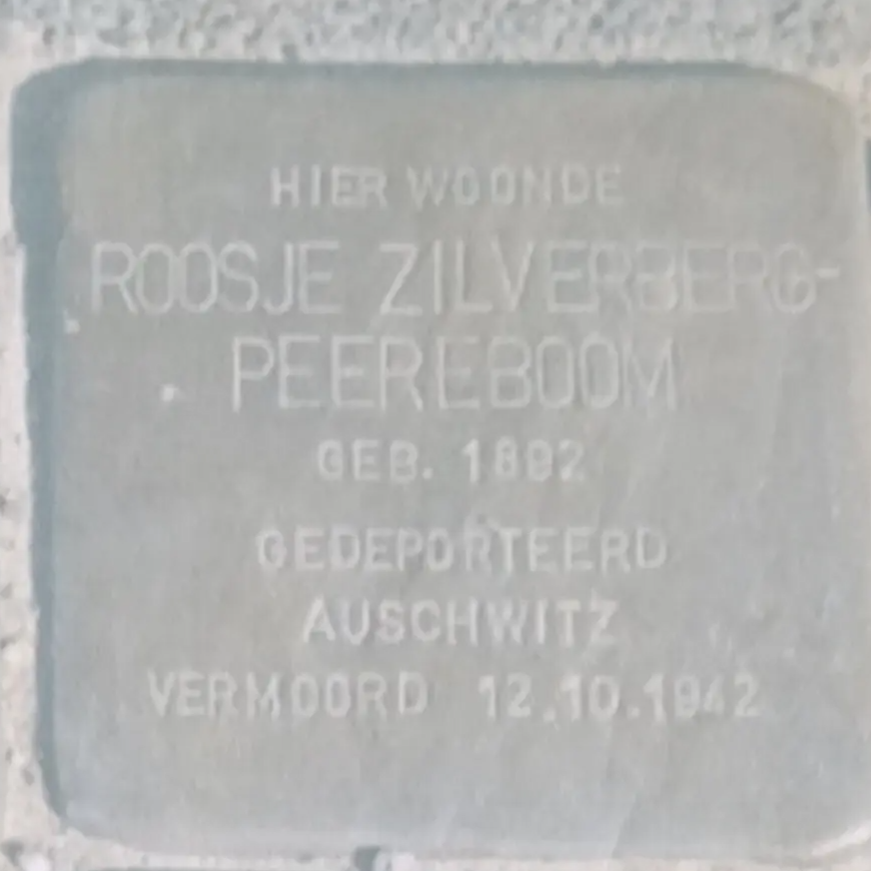 HIER WOONDE
ROOSJE ZILVERBERG-
PEEREBOOM
GEB. 1892
GEDEPORTEERD
AUSCHWITZ
VERMOORD 12.10.1942